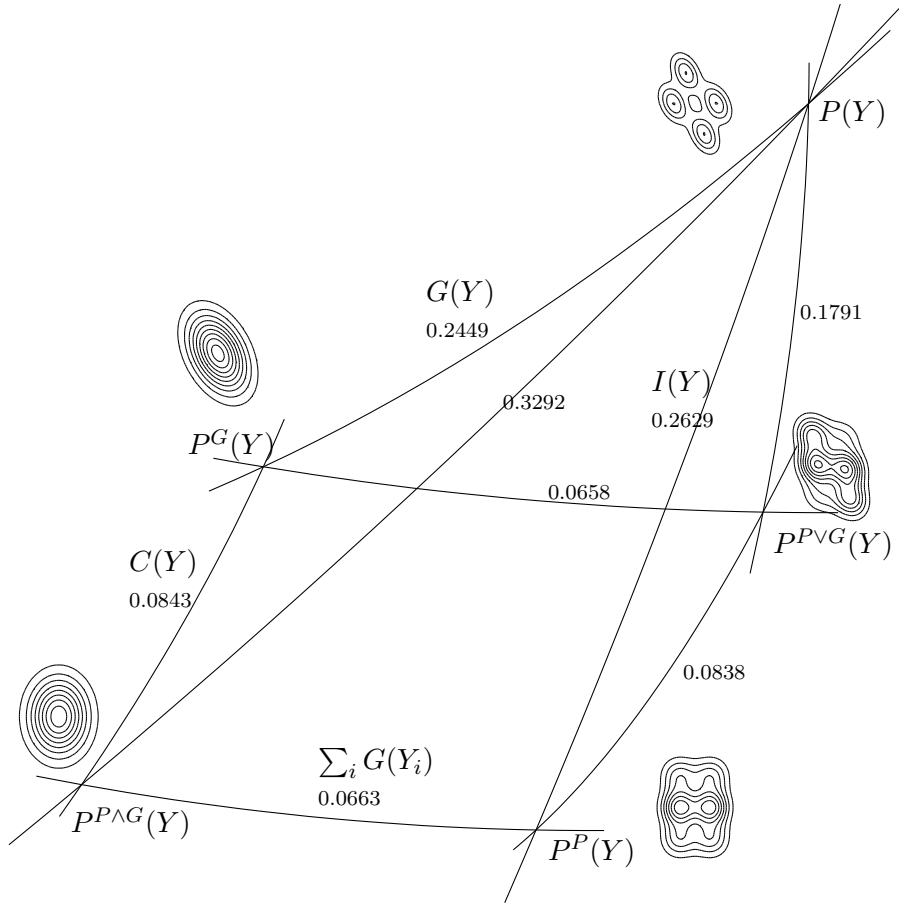 P(Y)
G(Y)
0.2449
0.1791
I(Y)
0.3292
0.2629
P^G(Y)
0.0658
P^{P∨G}(Y)
C(Y)
0.0843
0.0838
∑_i G(Y_i)
0.0663
P^{P∧G}(Y)
P^P(Y)